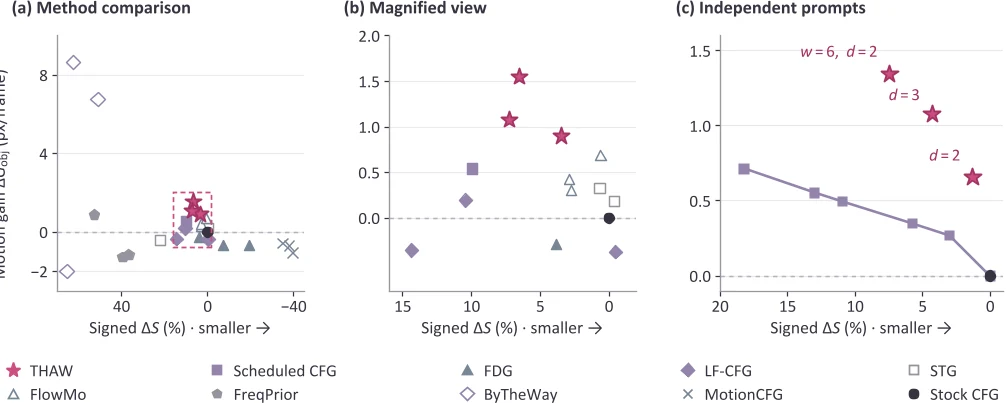 (a) Method comparison
(b) Magnified view
(c) Independent prompts
Motion gain ΔU_obj (px/frame)
8
4
0
−2
40
0
−40
Signed ΔS (%) · smaller →
2.0
1.5
1.0
0.5
0.0
15
10
5
0
Signed ΔS (%) · smaller →
1.5
1.0
0.5
0.0
w = 6, d = 2
d = 3
d = 2
20
15
10
5
0
Signed ΔS (%) · smaller →
THAW
Scheduled CFG
FDG
LF-CFG
STG
FlowMo
FreqPrior
ByTheWay
MotionCFG
Stock CFG